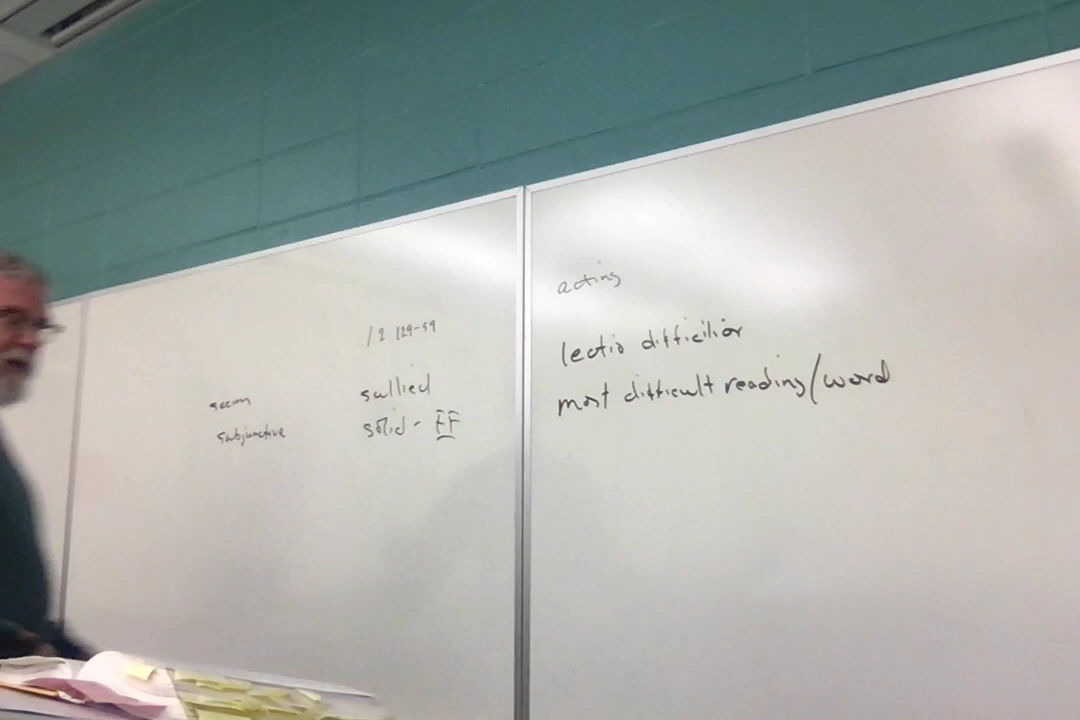 1.2 129-59
sullied
solid - FF
seem
subjunctive
acting
lectio difficilior
most difficult reading/word